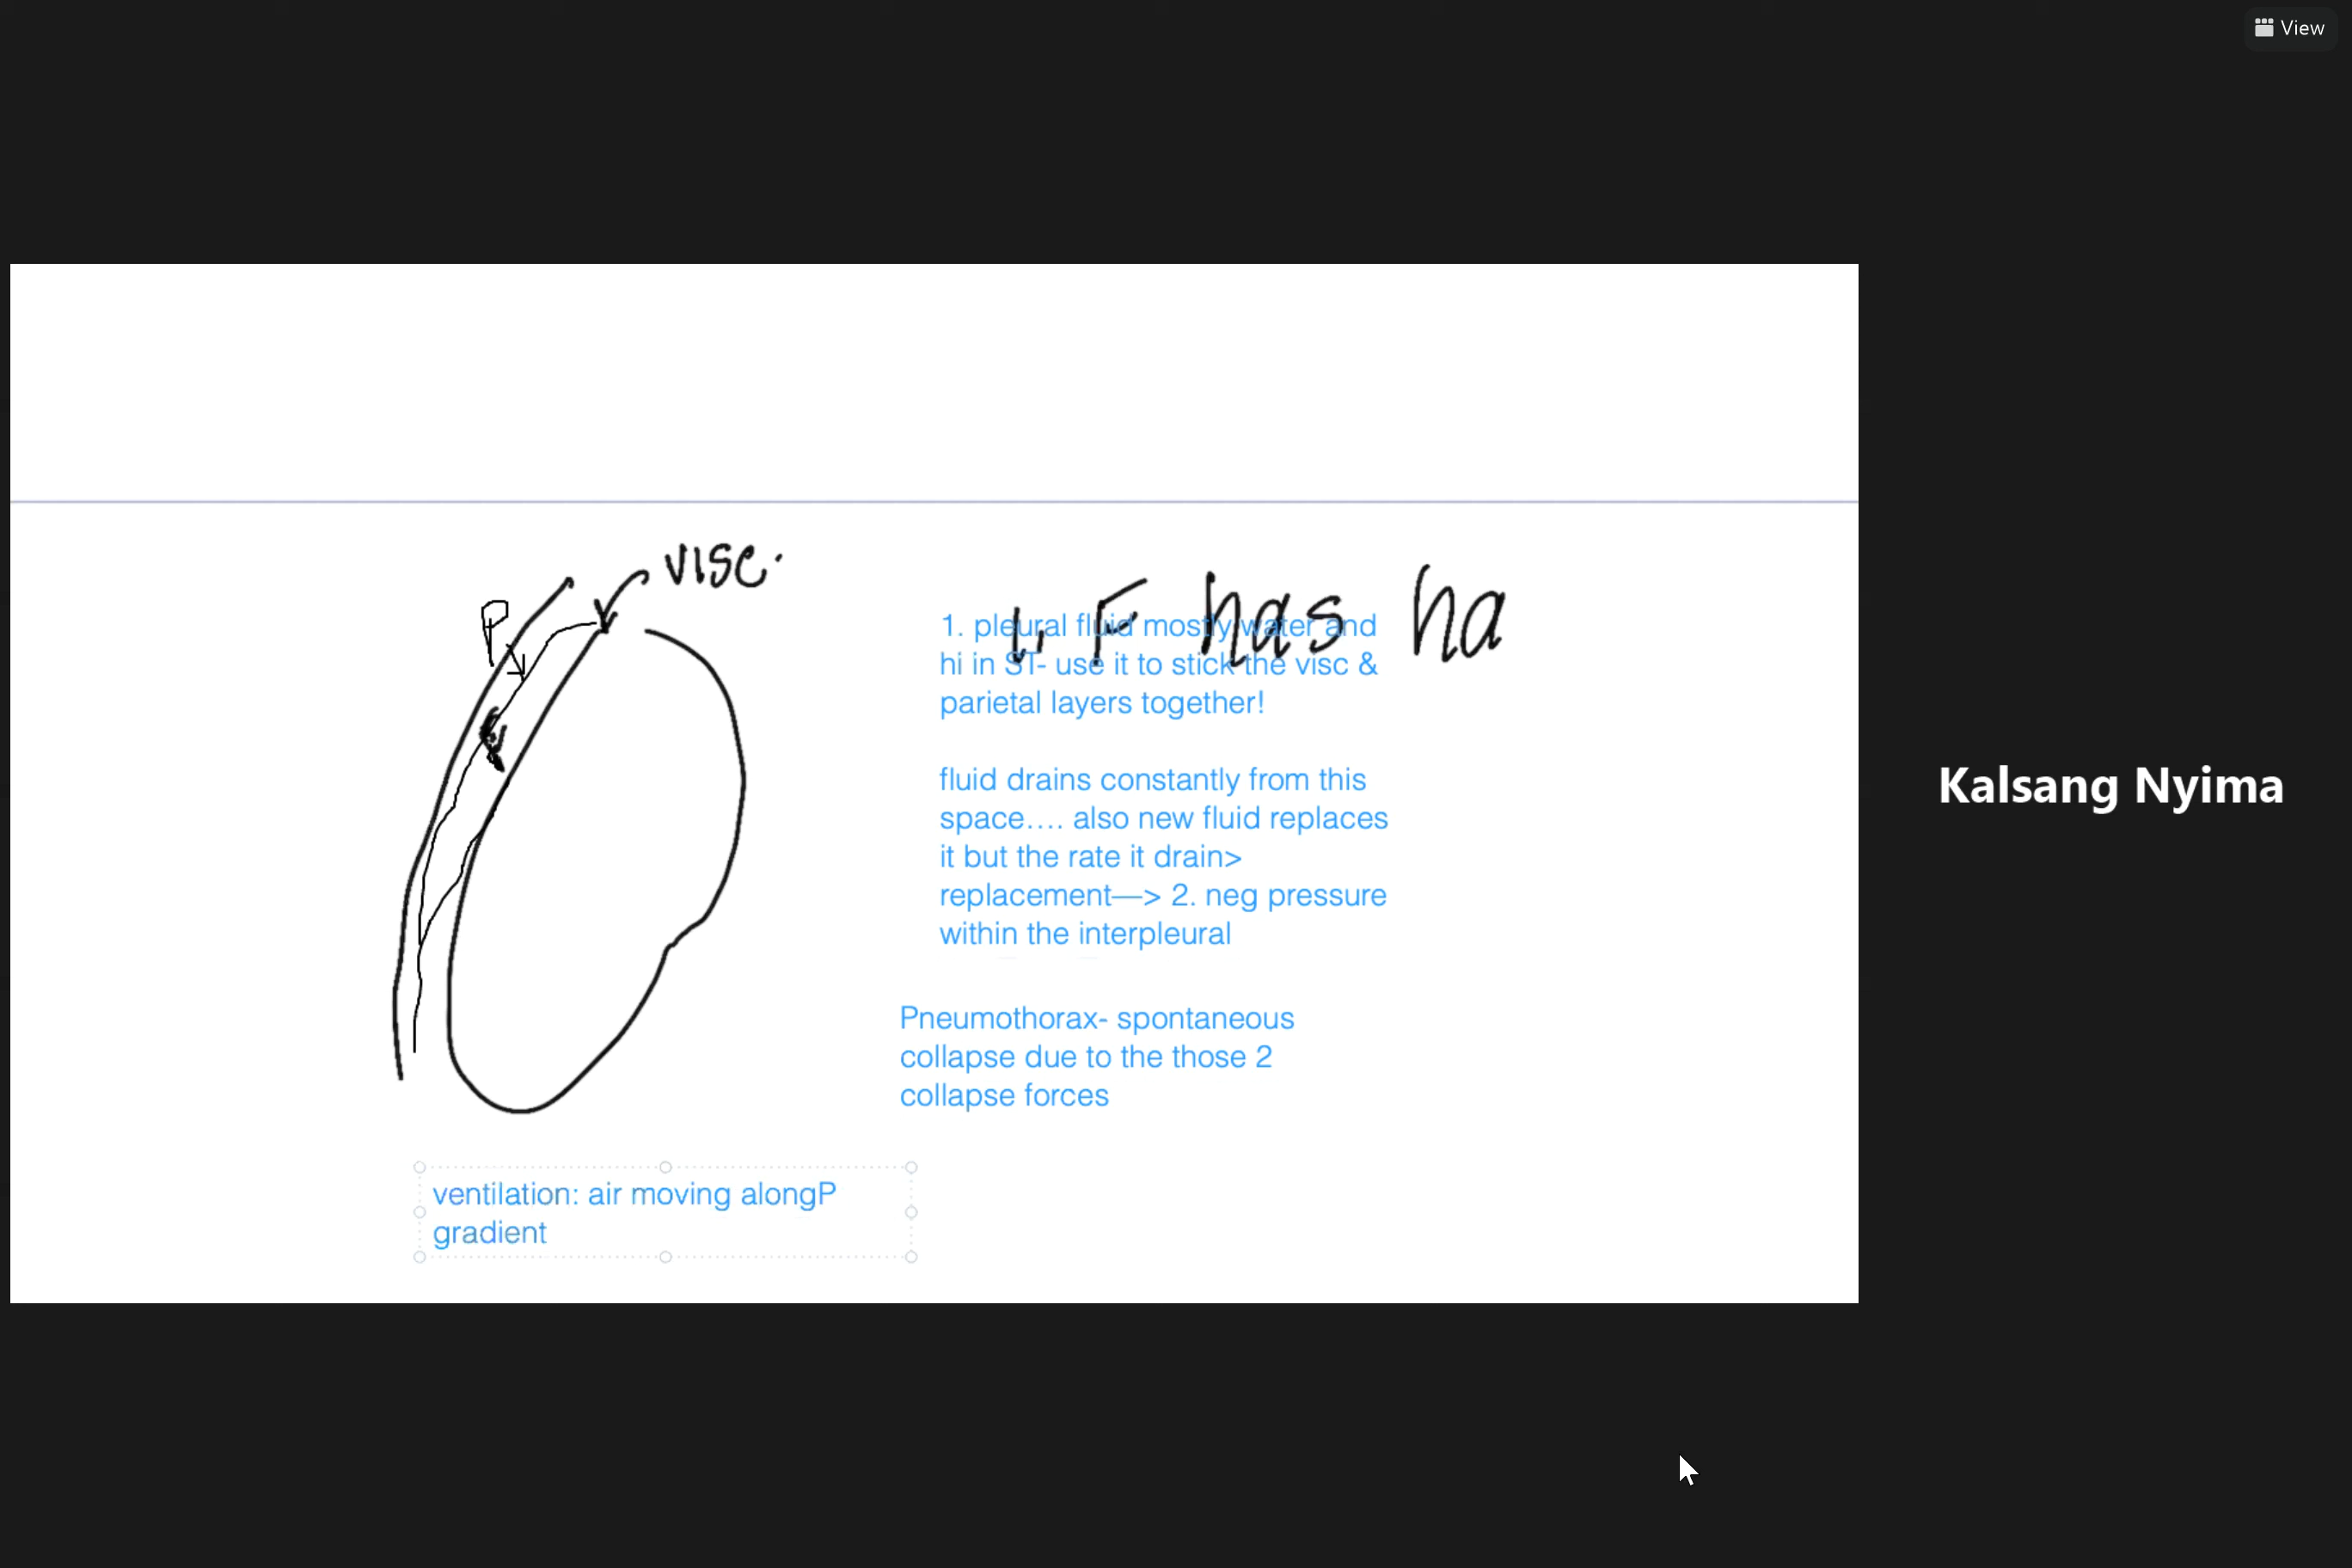 View
visc.
P
1. F has ha
1. pleural fluid mostly water and
hi in ST- use it to stick the visc &
parietal layers together!
fluid drains constantly from this
space…. also new fluid replaces
it but the rate it drain>
replacement—> 2. neg pressure
within the interpleural
Pneumothorax- spontaneous
collapse due to the those 2
collapse forces
ventilation: air moving alongP
gradient
Kalsang Nyima